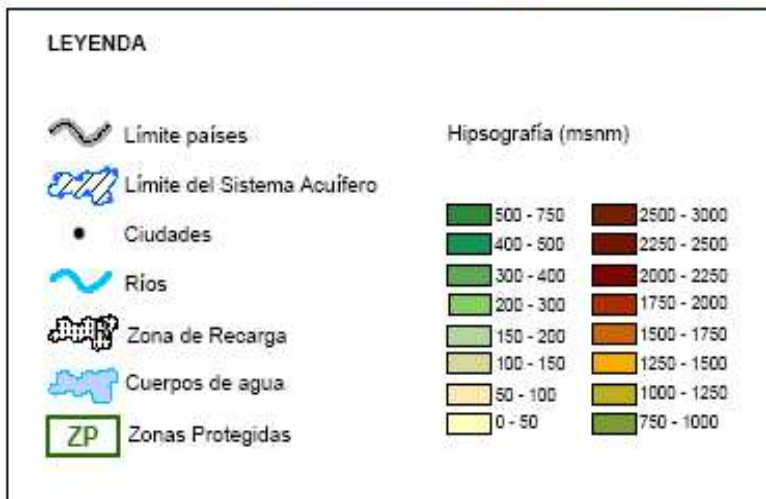 LEYENDA
Límite países
Límite del Sistema Acuífero
Ciudades
Ríos
Zona de Recarga
Cuerpos de agua
ZP Zonas Protegidas
Hipsografía (msnm)
500 - 750
400 - 500
300 - 400
200 - 300
150 - 200
100 - 150
50 - 100
0 - 50
2500 - 3000
2250 - 2500
2000 - 2250
1750 - 2000
1500 - 1750
1250 - 1500
1000 - 1250
750 - 1000